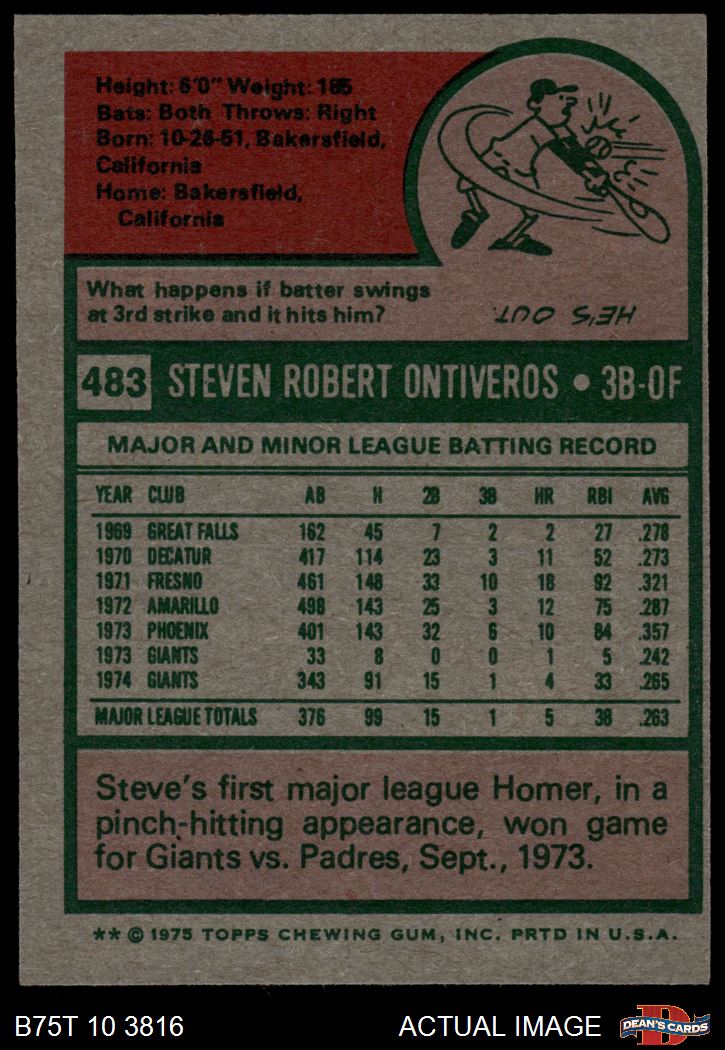 Height: 6'0" Weight: 185
Bats: Both Throws: Right
Born: 10-26-51, Bakersfield,
California
Home: Bakersfield,
California
What happens if batter swings
at 3rd strike and it hits him?
HE'S OUT.
483 STEVEN ROBERT ONTIVEROS • 3B-OF
MAJOR AND MINOR LEAGUE BATTING RECORD
YEAR CLUB AB H 2B 3B HR RBI AVG
1969 GREAT FALLS 162 45 7 2 2 27 .278
1970 DECATUR 417 114 23 3 11 52 .273
1971 FRESNO 461 148 33 10 18 92 .321
1972 AMARILLO 498 143 25 3 12 75 .287
1973 PHOENIX 401 143 32 6 10 84 .357
1973 GIANTS 33 8 0 0 1 5 .242
1974 GIANTS 343 91 15 1 4 33 .265
MAJOR LEAGUE TOTALS 376 99 15 1 5 38 .263
Steve's first major league Homer, in a
pinch-hitting appearance, won game
for Giants vs. Padres, Sept., 1973.
** © 1975 TOPPS CHEWING GUM, INC. PRTD IN U.S.A.
B75T 10 3816 ACTUAL IMAGE D DEAN'S CARDS